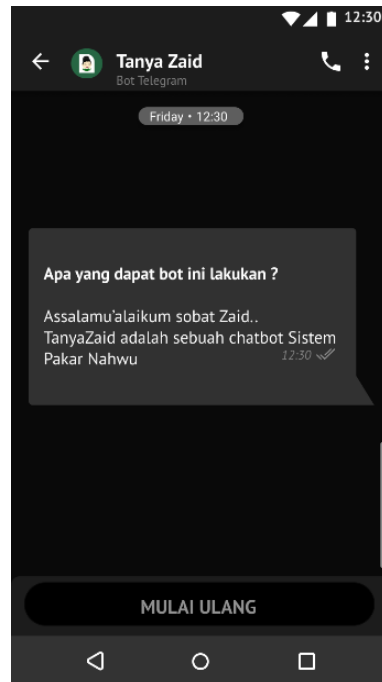 12:30
Tanya Zaid
Bot Telegram
Friday • 12:30
Apa yang dapat bot ini lakukan ?
Assalamu'alaikum sobat Zaid..
TanyaZaid adalah sebuah chatbot Sistem
Pakar Nahwu
12:30
MULAI ULANG